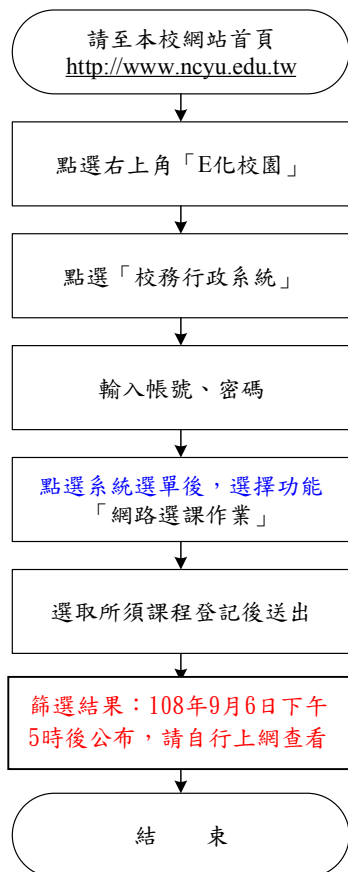 請至本校網站首頁
http://www.ncyu.edu.tw
點選右上角「E化校園」
點選「校務行政系統」
輸入帳號、密碼
點選系統選單後，選擇功能
「網路選課作業」
選取所須課程登記後送出
篩選結果：108年9月6日下午
5時後公布，請自行上網查看
結　　束